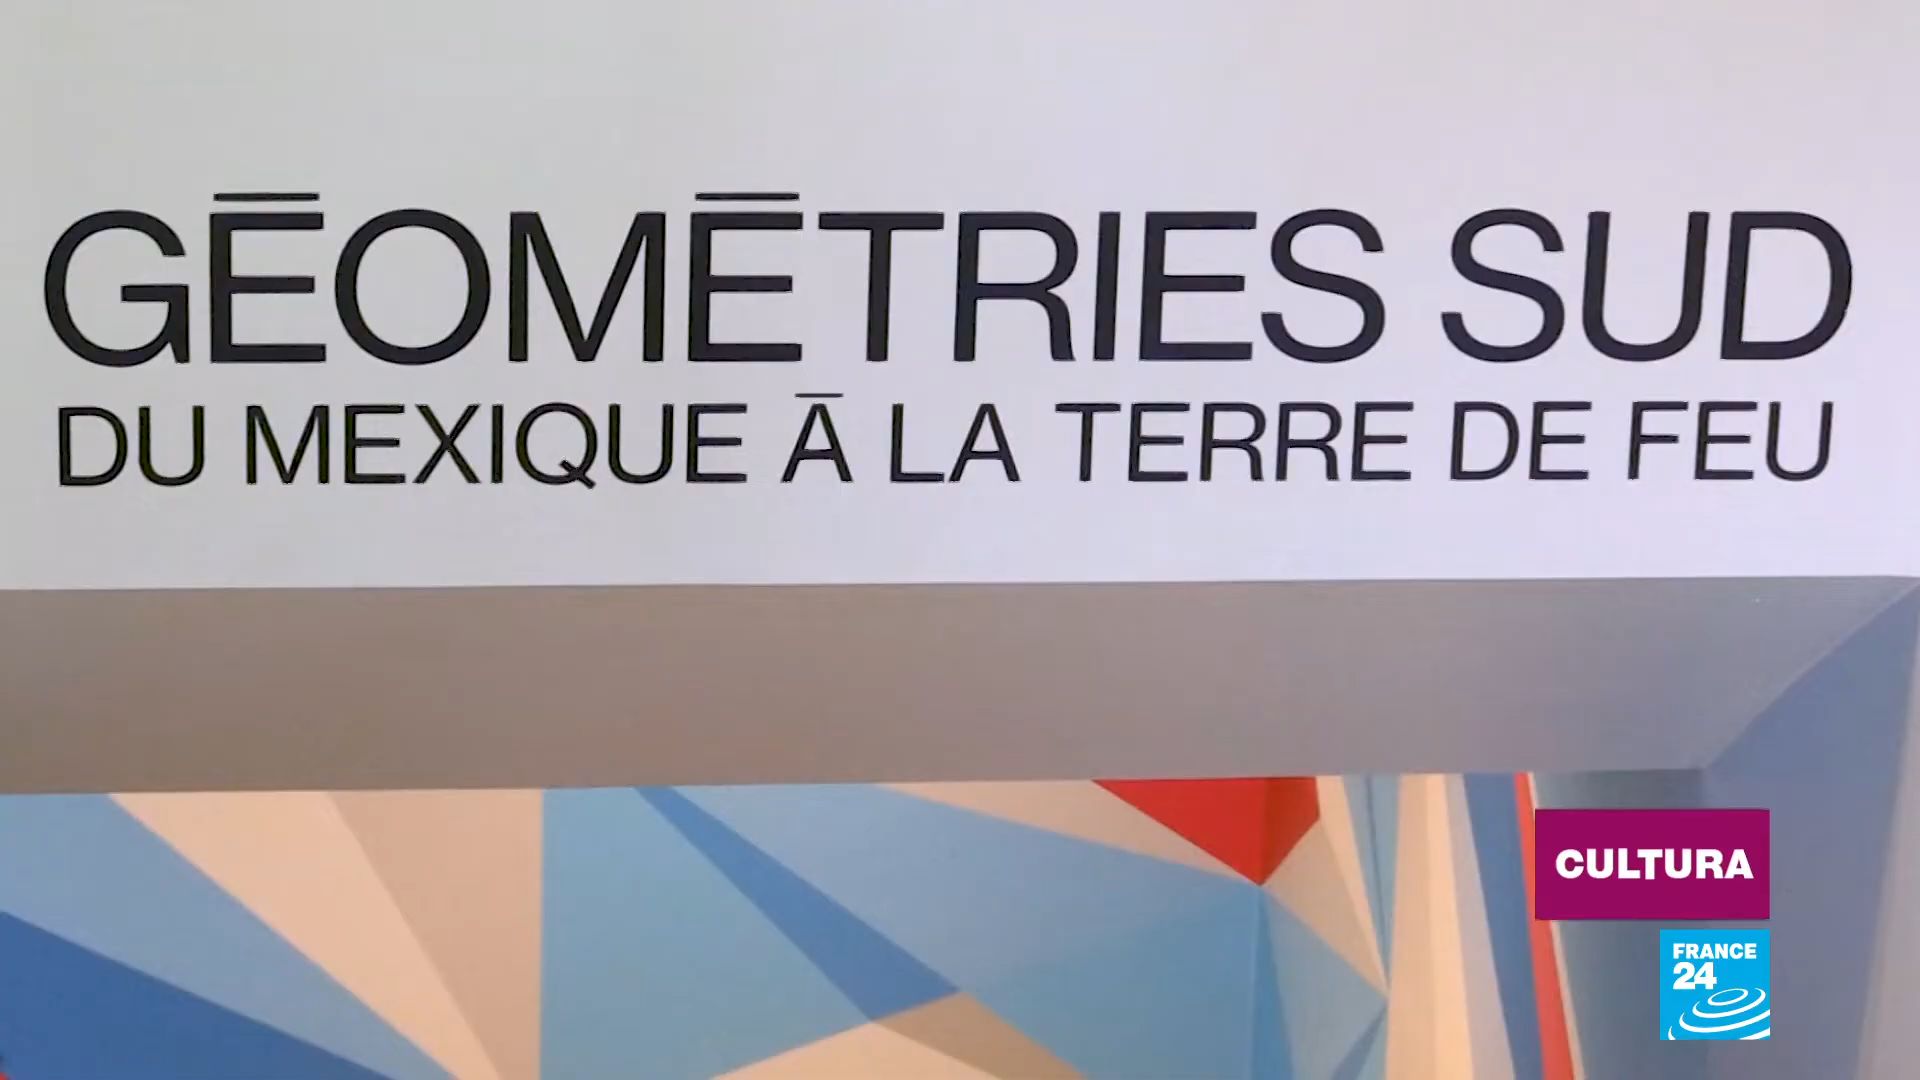 GĒOMĒTRIES SUD
DU MEXIQUE Ā LA TERRE DE FEU
CULTURA
FRANCE
24